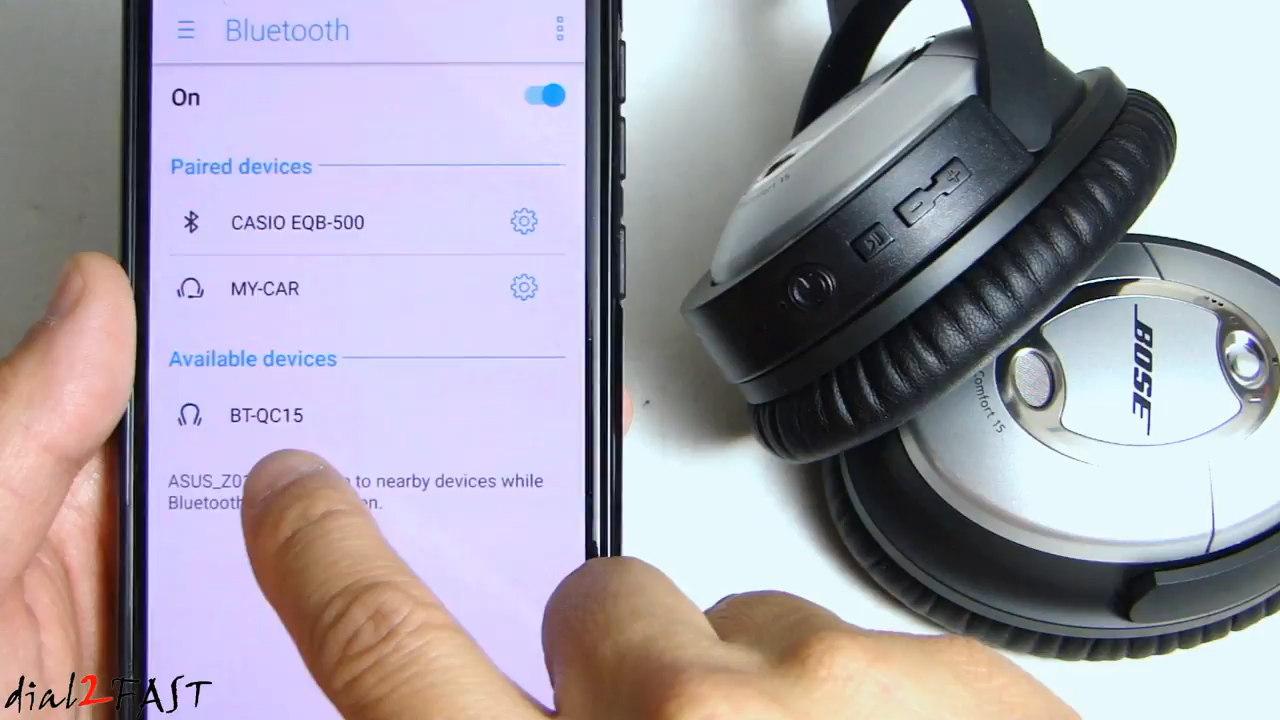 Bluetooth
On
Paired devices
CASIO EQB-500
MY-CAR
Available devices
BT-QC15
to nearby devices while
Bluetooth
BOSE
Comfort 15
dial2FAST